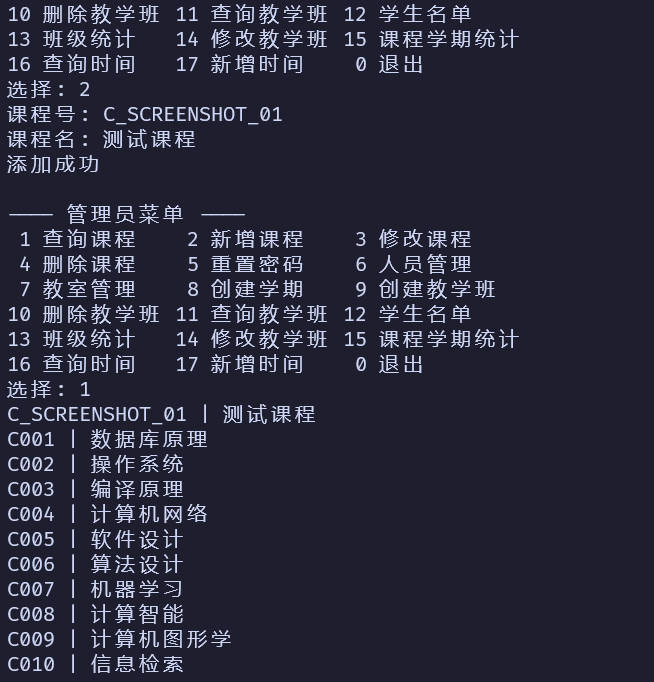 10 删除教学班 11 查询教学班 12 学生名单
13 班级统计 14 修改教学班 15 课程学期统计
16 查询时间 17 新增时间 0 退出
选择: 2
课程号: C_SCREENSHOT_01
课程名: 测试课程
添加成功
──── 管理员菜单 ────
1 查询课程 2 新增课程 3 修改课程
4 删除课程 5 重置密码 6 人员管理
7 教室管理 8 创建学期 9 创建教学班
10 删除教学班 11 查询教学班 12 学生名单
13 班级统计 14 修改教学班 15 课程学期统计
16 查询时间 17 新增时间 0 退出
选择: 1
C_SCREENSHOT_01 | 测试课程
C001 | 数据库原理
C002 | 操作系统
C003 | 编译原理
C004 | 计算机网络
C005 | 软件设计
C006 | 算法设计
C007 | 机器学习
C008 | 计算智能
C009 | 计算机图形学
C010 | 信息检索